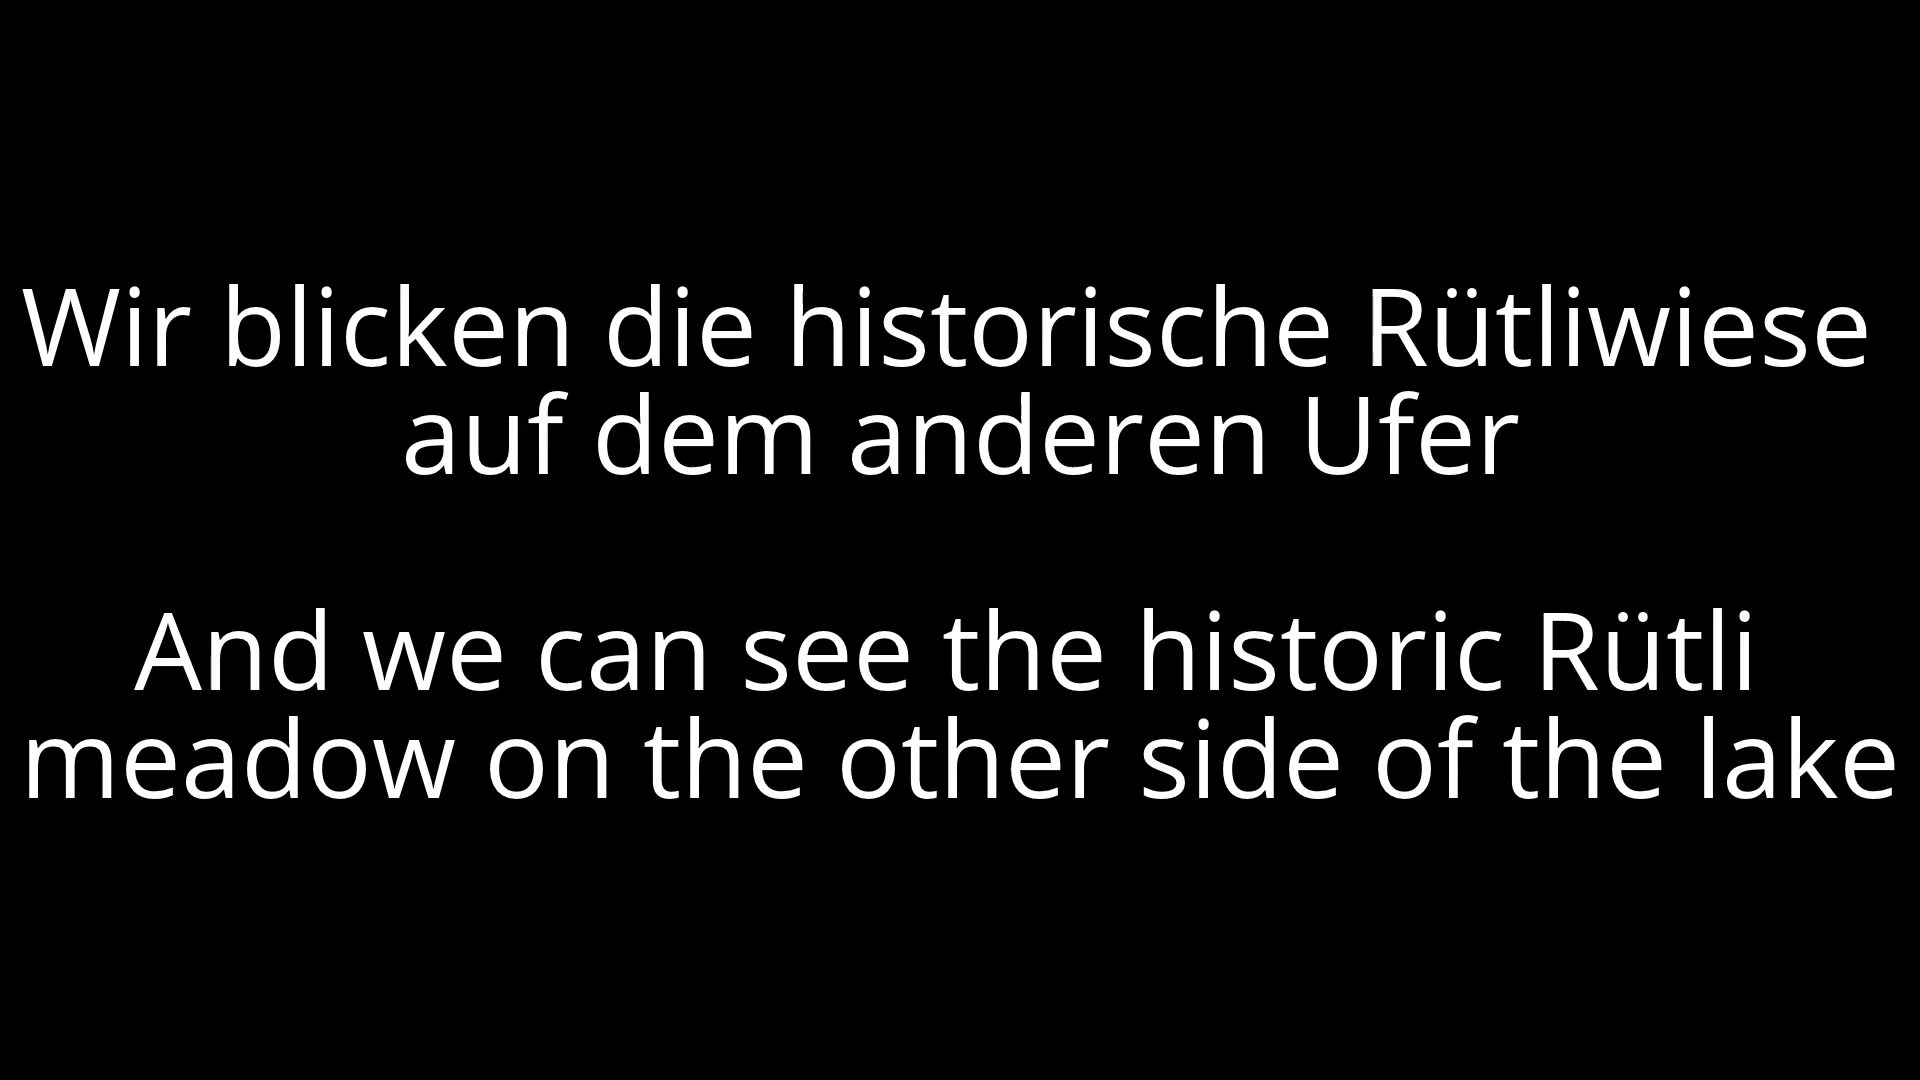 Wir blicken die historische Rütliwiese
auf dem anderen Ufer
And we can see the historic Rütli
meadow on the other side of the lake